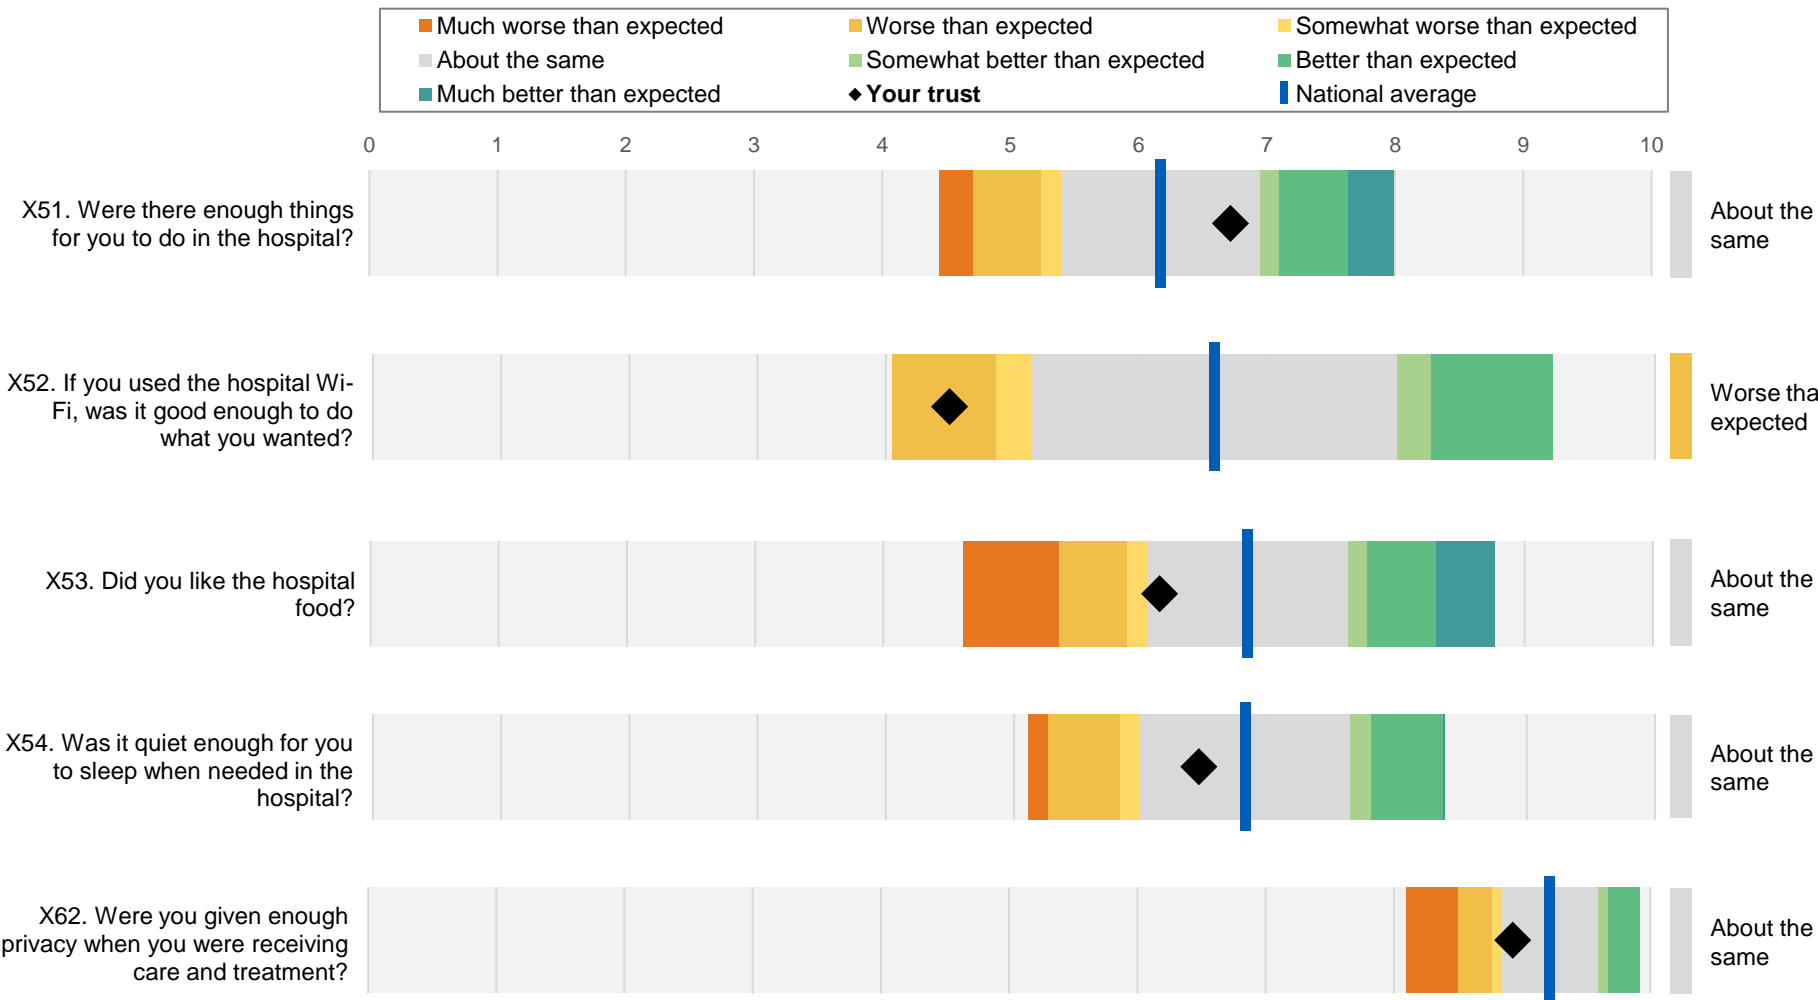 Much worse than expected
Worse than expected
Somewhat worse than expected
About the same
Somewhat better than expected
Better than expected
Much better than expected
Your trust
National average
0 1 2 3 4 5 6 7 8 9 10
X51. Were there enough things
for you to do in the hospital?
About the
same
X52. If you used the hospital Wi-
Fi, was it good enough to do
what you wanted?
Worse tha
expected
X53. Did you like the hospital
food?
About the
same
X54. Was it quiet enough for you
to sleep when needed in the
hospital?
About the
same
X62. Were you given enough
privacy when you were receiving
care and treatment?
About the
same